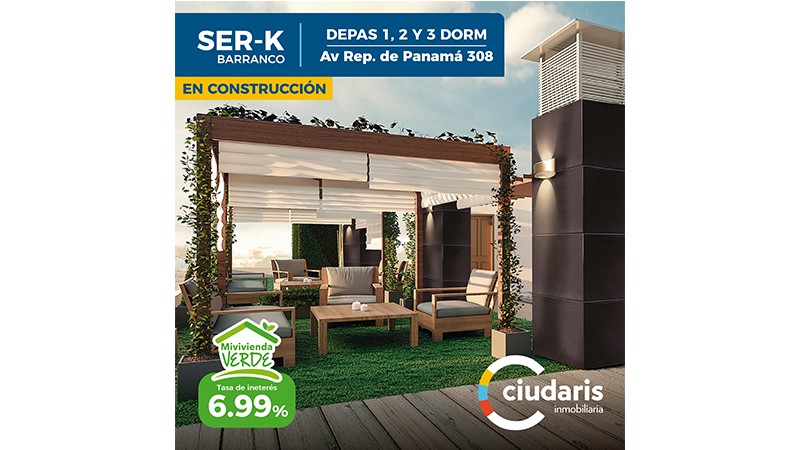 SER-K
BARRANCO
DEPAS 1, 2 Y 3 DORM
Av Rep. de Panamá 308
EN CONSTRUCCIÓN
Mivivienda
VERDE
Tasa de ineterés
6.99%
ciudaris
inmobiliaria